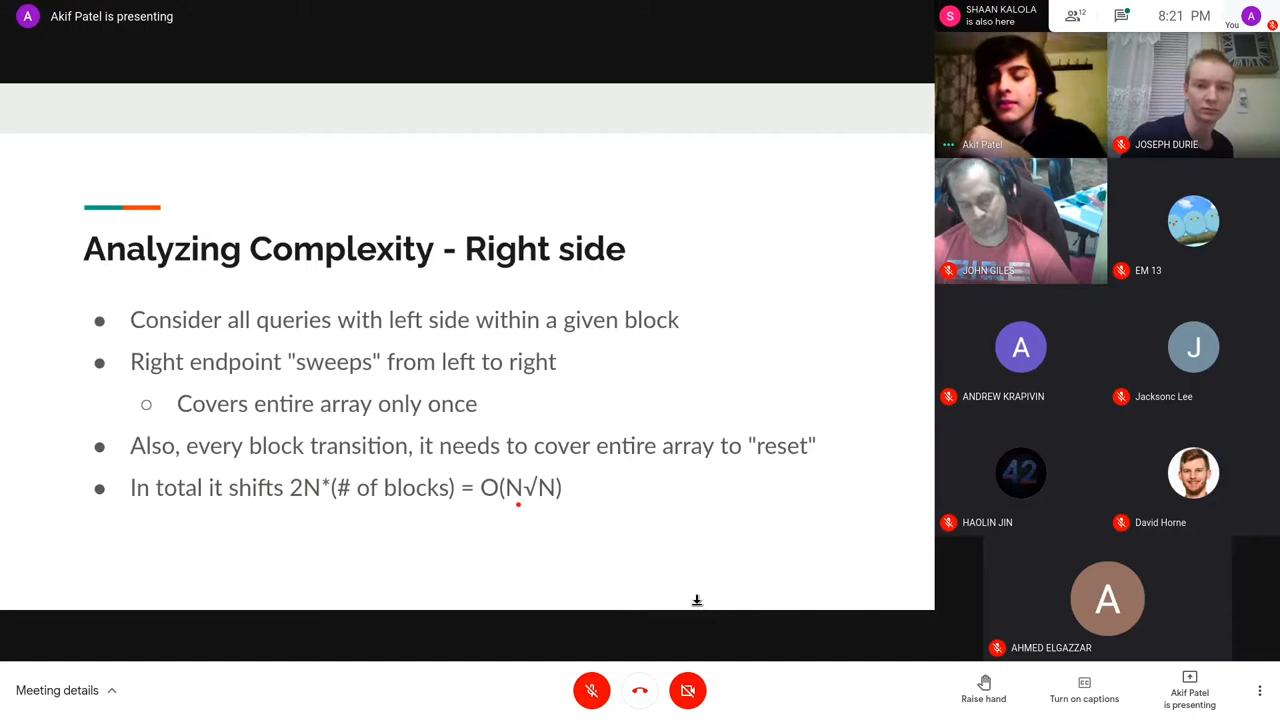 A
Akif Patel is presenting
S
SHAAN KALOLA
is also here
12
8:21 PM
You
A
Akif Patel
JOSEPH DURIE
JOHN GILES
EM 13
A
ANDREW KRAPIVIN
J
Jacksonc Lee
42
HAOLIN JIN
David Horne
A
AHMED ELGAZZAR
Analyzing Complexity - Right side
● Consider all queries with left side within a given block
● Right endpoint "sweeps" from left to right
○ Covers entire array only once
● Also, every block transition, it needs to cover entire array to "reset"
● In total it shifts 2N*(# of blocks) = O(N√N)
Meeting details
Raise hand
CC
Turn on captions
Akif Patel
is presenting